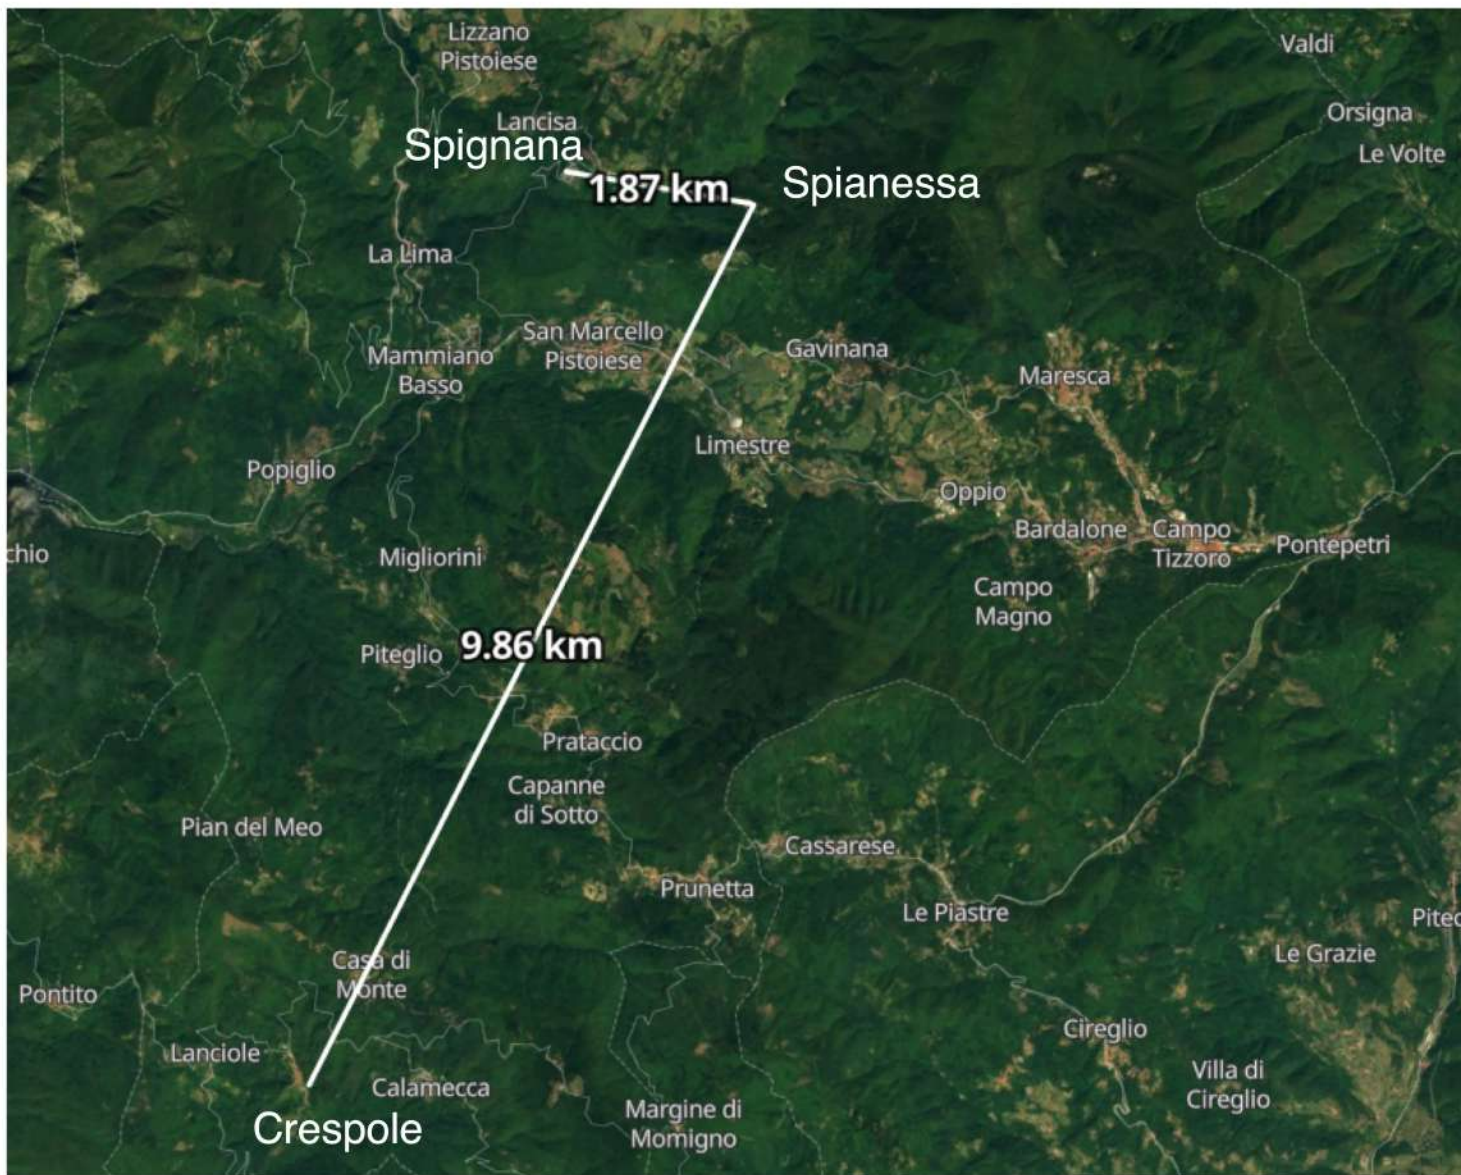 Lizzano
Pistoiese
Valdi
Lancisa
Orsigna
Spignana
Le Volte
1.87 km
Spianessa
La Lima
San Marcello
Pistoiese
Gavinana
Mammiano
Basso
Maresca
Limestre
Popiglio
Oppio
Bardalone
Campo
Tizzoro
Pontepetri
chio
Migliorini
Campo
Magno
9.86 km
Piteglio
Prataccio
Capanne
di Sotto
Pian del Meo
Cassarese
Prunetta
Le Piastre
Pitec
Casa di
Monte
Le Grazie
Pontito
Cireglio
Lanciole
Calamecca
Villa di
Cireglio
Crespole
Margine di
Momigno